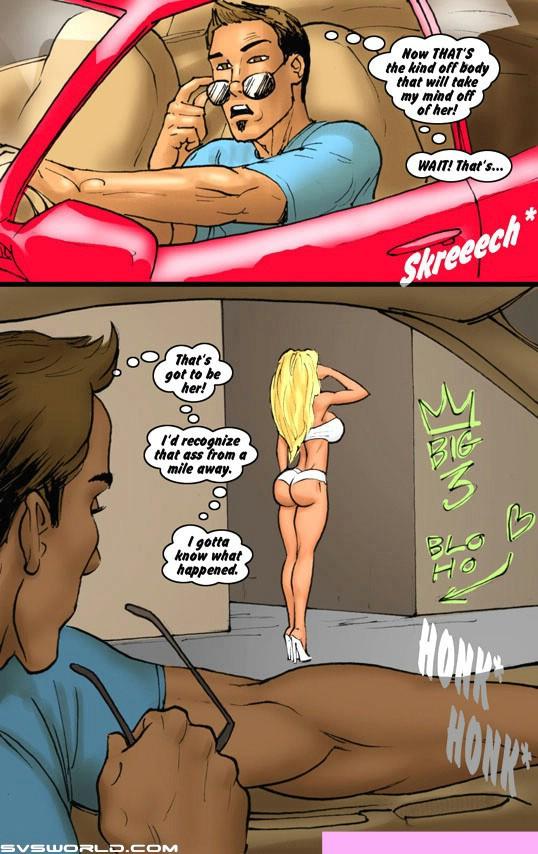 Now THAT'S
the kind off body
that will take
my mind off
of her!
WAIT! That's...
Skreeech*
That's
got to be
her!
I'd recognize
that ass from a
mile away.
I gotta
know what
happened.
BIG
3
BLO
HO
HONK*
HONK*
SVSWORLD.COM